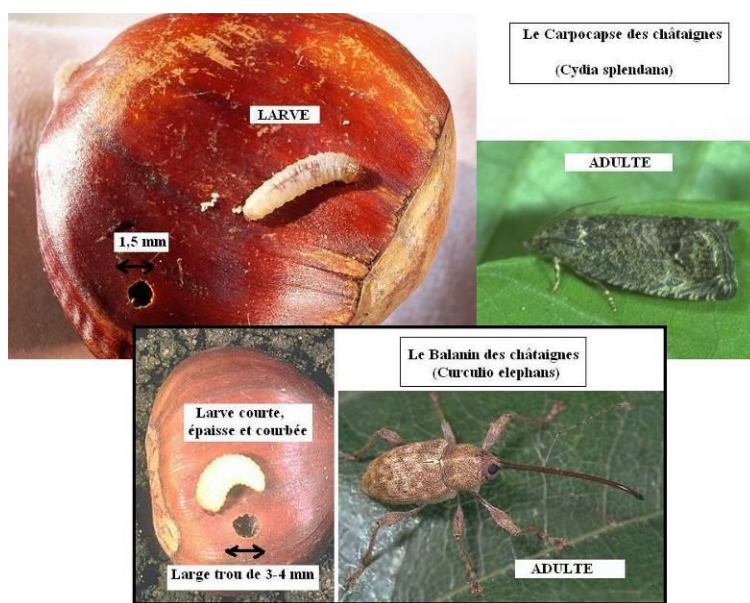 Le Carpocapse des châtaignes
(Cydia splendana)
LARVE
ADULTE
1,5 mm
Le Balanin des châtaignes
(Curculio elephans)
Larve courte,
épaisse et courbée
Large trou de 3-4 mm
ADULTE